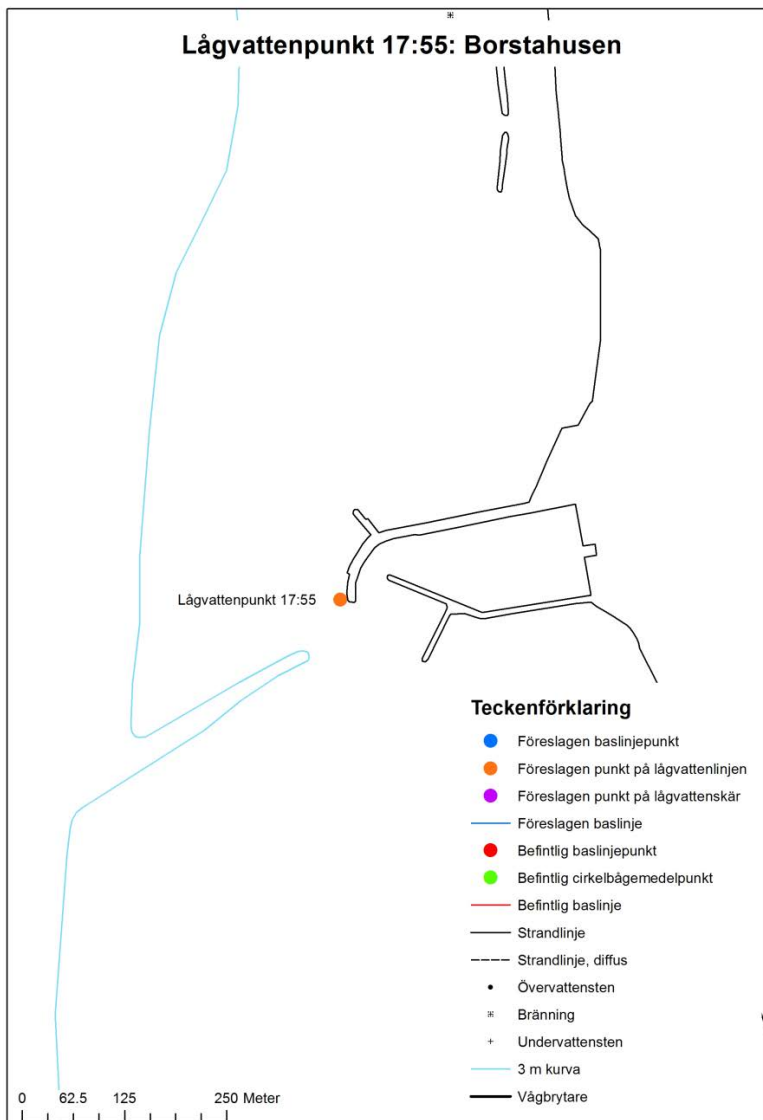 Lågvattenpunkt 17:55: Borstahusen
Lågvattenpunkt 17:55
Teckenförklaring
Föreslagen baslinjepunkt
Föreslagen punkt på lågvattenlinjen
Föreslagen punkt på lågvattenskär
Föreslagen baslinje
Befintlig baslinjepunkt
Befintlig cirkelbågemedelpunkt
Befintlig baslinje
Strandlinje
Strandlinje, diffus
Övervattensten
Bränning
Undervattensten
3 m kurva
Vågbrytare
0 62.5 125 250 Meter